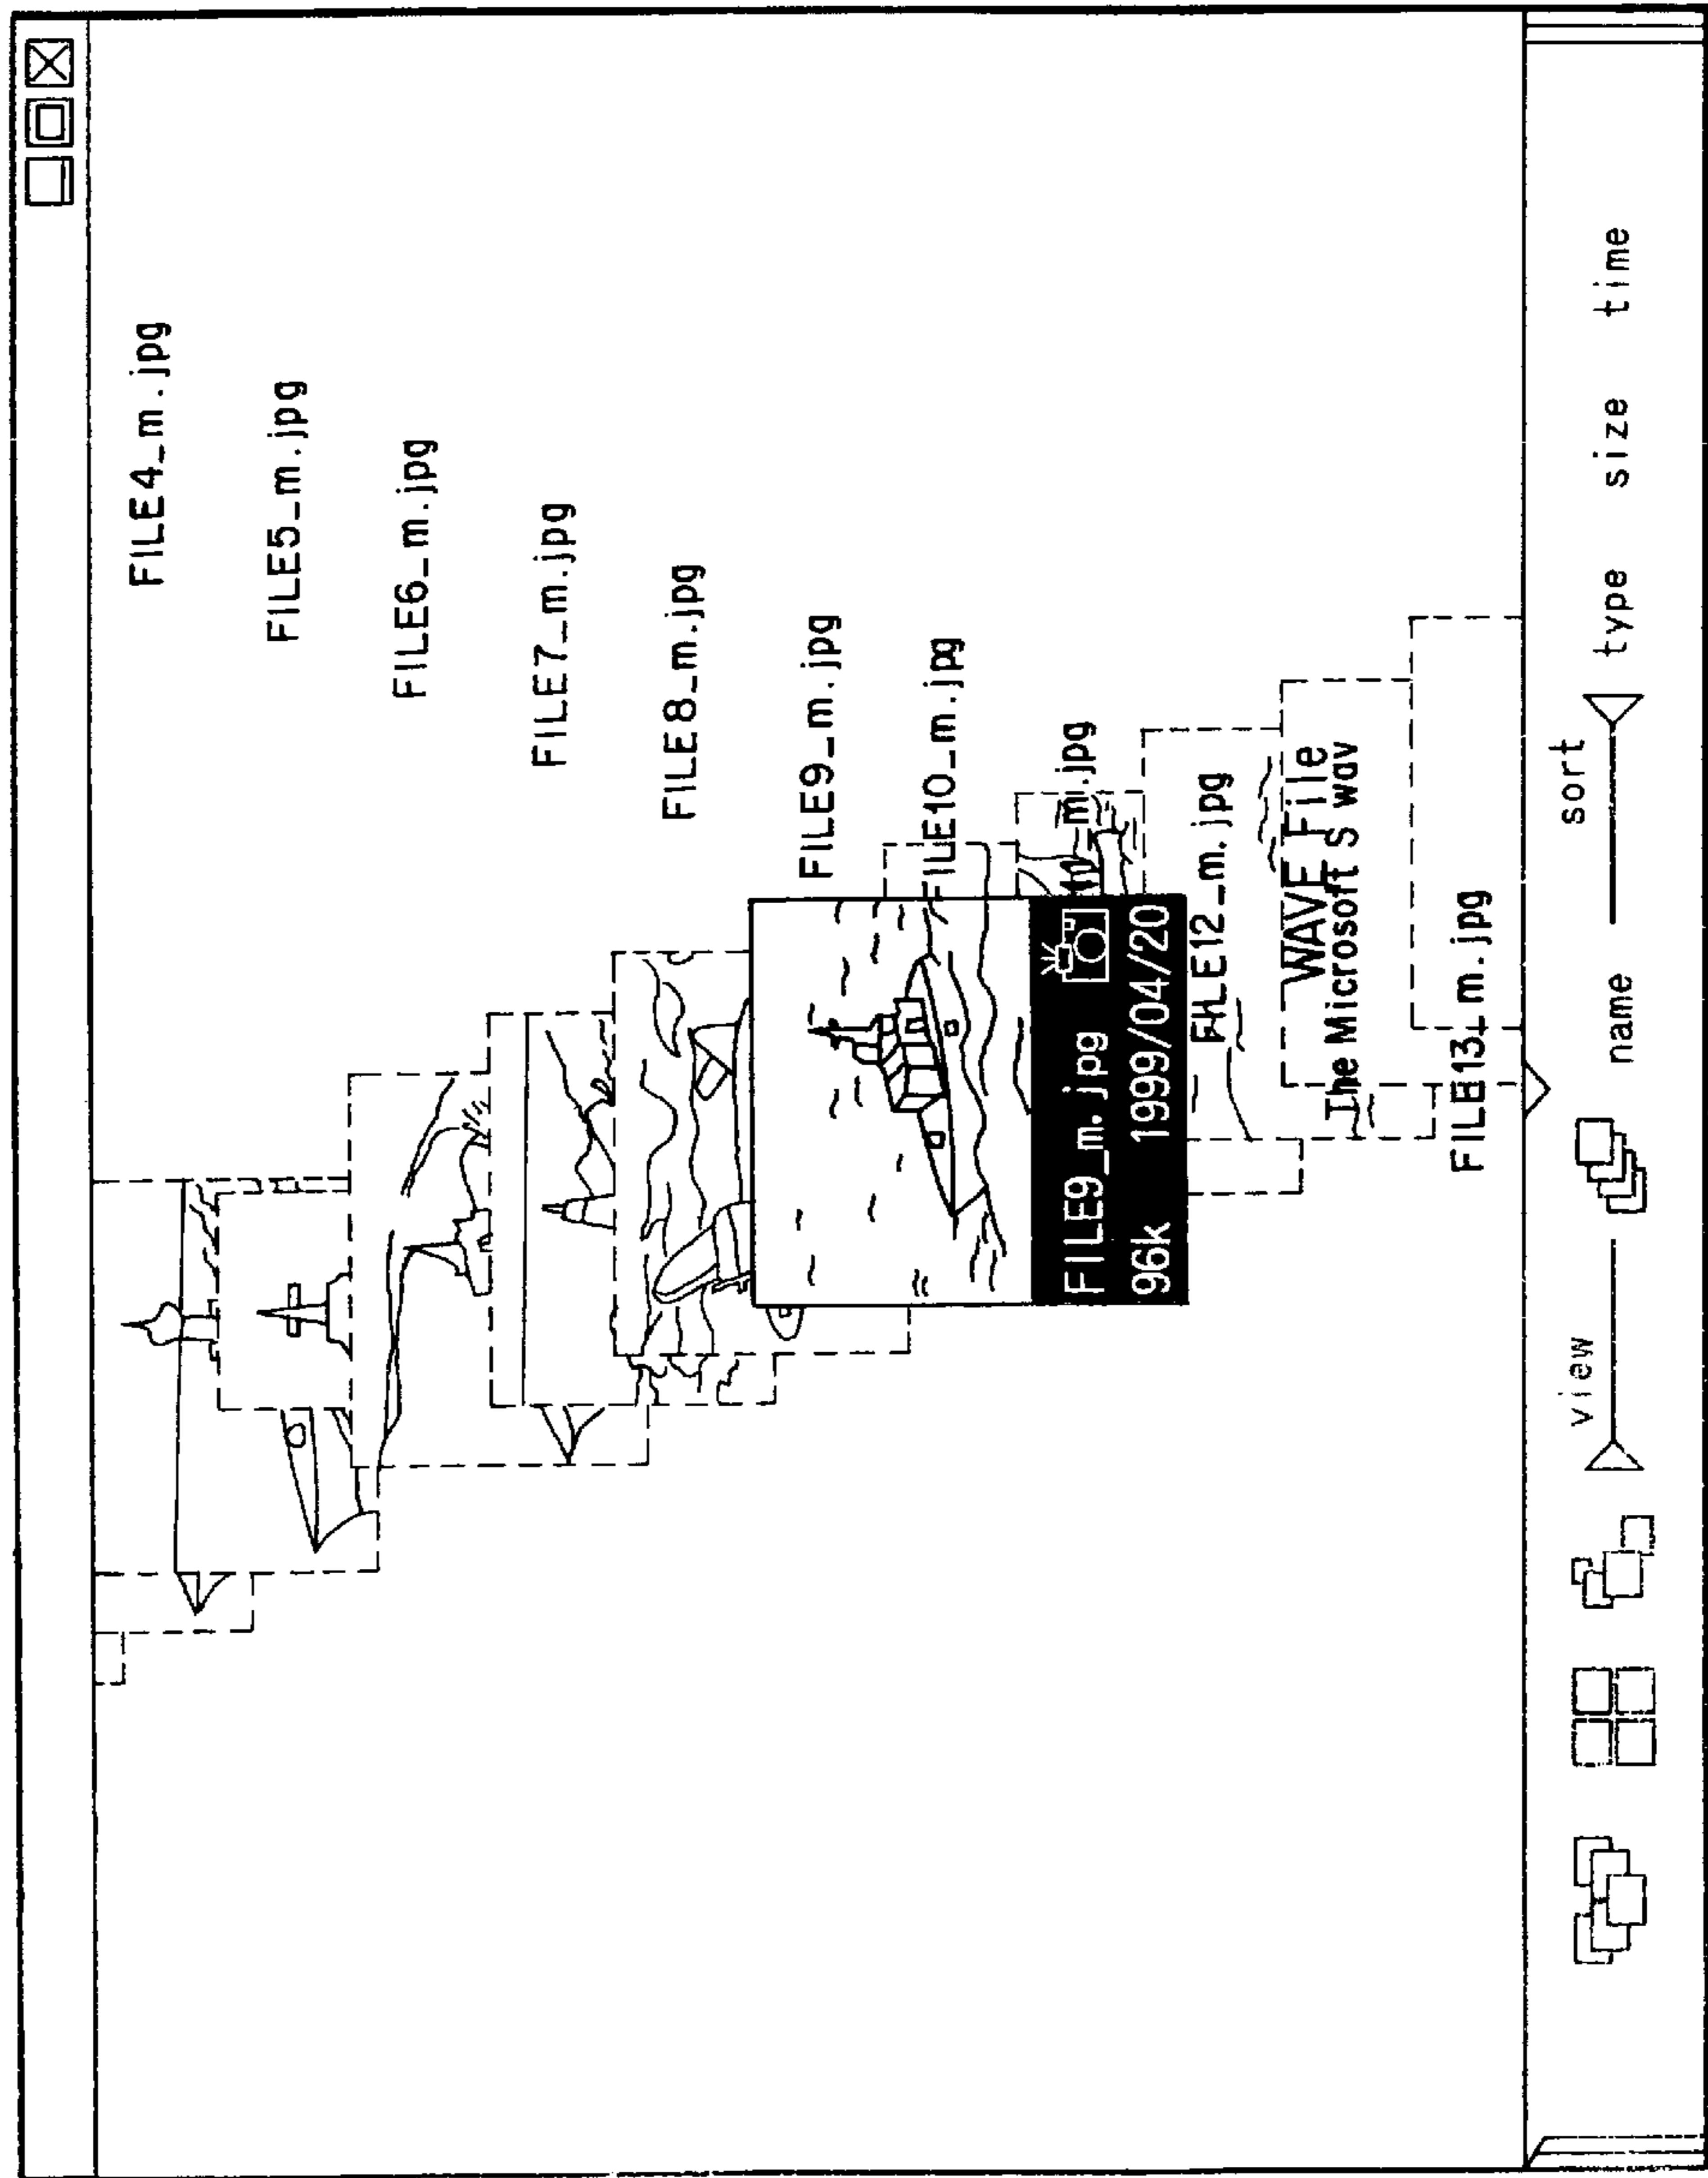 FILE4_m.jpg
FILE5_m.jpg
FILE6_m.jpg
FILE7_m.jpg
FILE8_m.jpg
FILE9_m.jpg
FILE10_m.jpg
11_m.jpg
FILE9_m.jpg
96k 1999/04/20
FILE12_m.jpg
WAVE File
The Microsoft S wav
FILE13_m.jpg
view
sort
name type size time